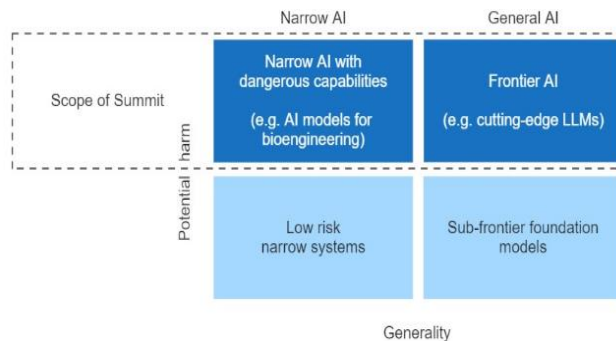 Narrow AI
General AI
Scope of Summit
Narrow AI with
dangerous capabilities
(e.g. AI models for
bioengineering)
Frontier AI
(e.g. cutting-edge LLMs)
Potential harm
Low risk
narrow systems
Sub-frontier foundation
models
Generality